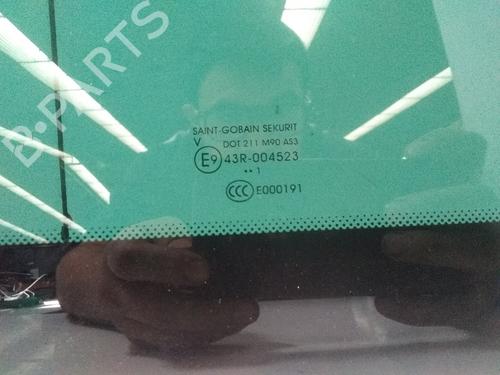 B-PARTS
SAINT-GOBAIN SEKURIT
V DOT 211 M90 AS3
E9 43R-004523
•• 1
CCC E000191